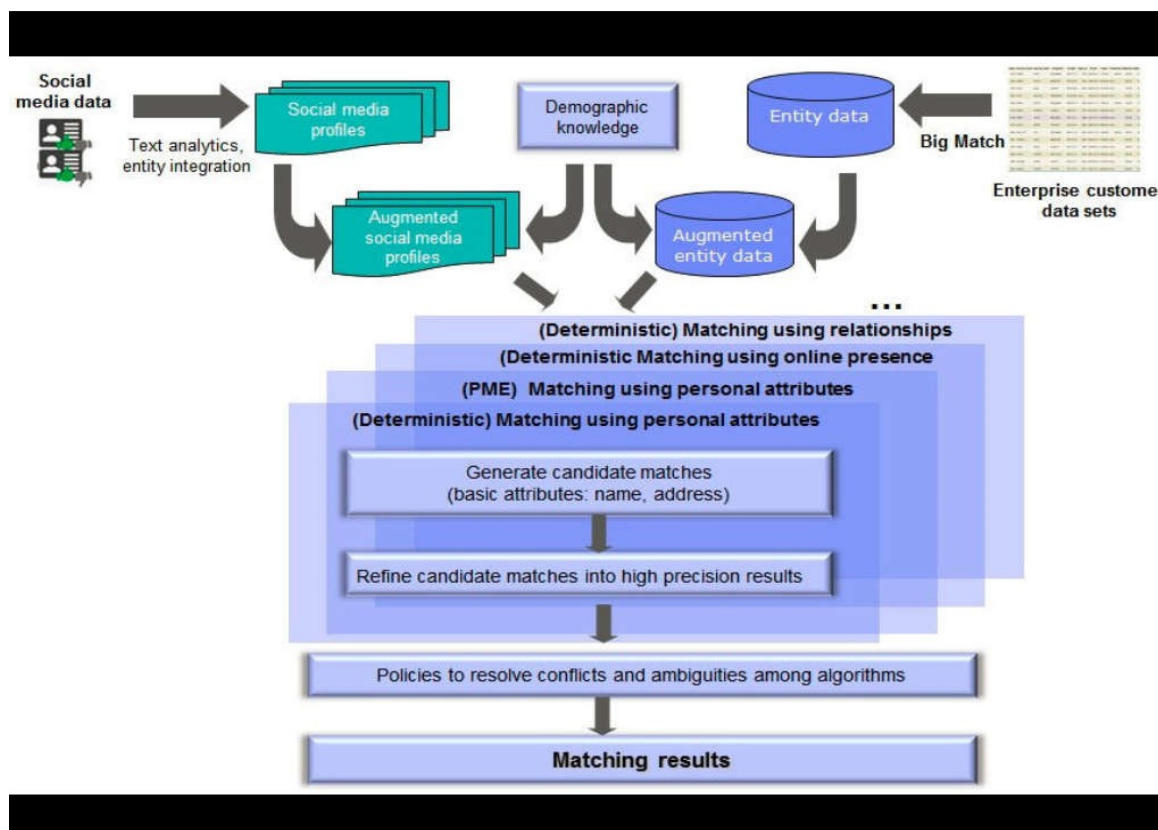 Social
media data
Social media
profiles
Text analytics,
entity integration
Demographic
knowledge
Entity data
Big Match
Enterprise custome
data sets
Augmented
social media
profiles
Augmented
entity data
...
(Deterministic) Matching using relationships
(Deterministic Matching using online presence
(PME) Matching using personal attributes
(Deterministic) Matching using personal attributes
Generate candidate matches
(basic attributes: name, address)
Refine candidate matches into high precision results
Policies to resolve conflicts and ambiguities among algorithms
Matching results